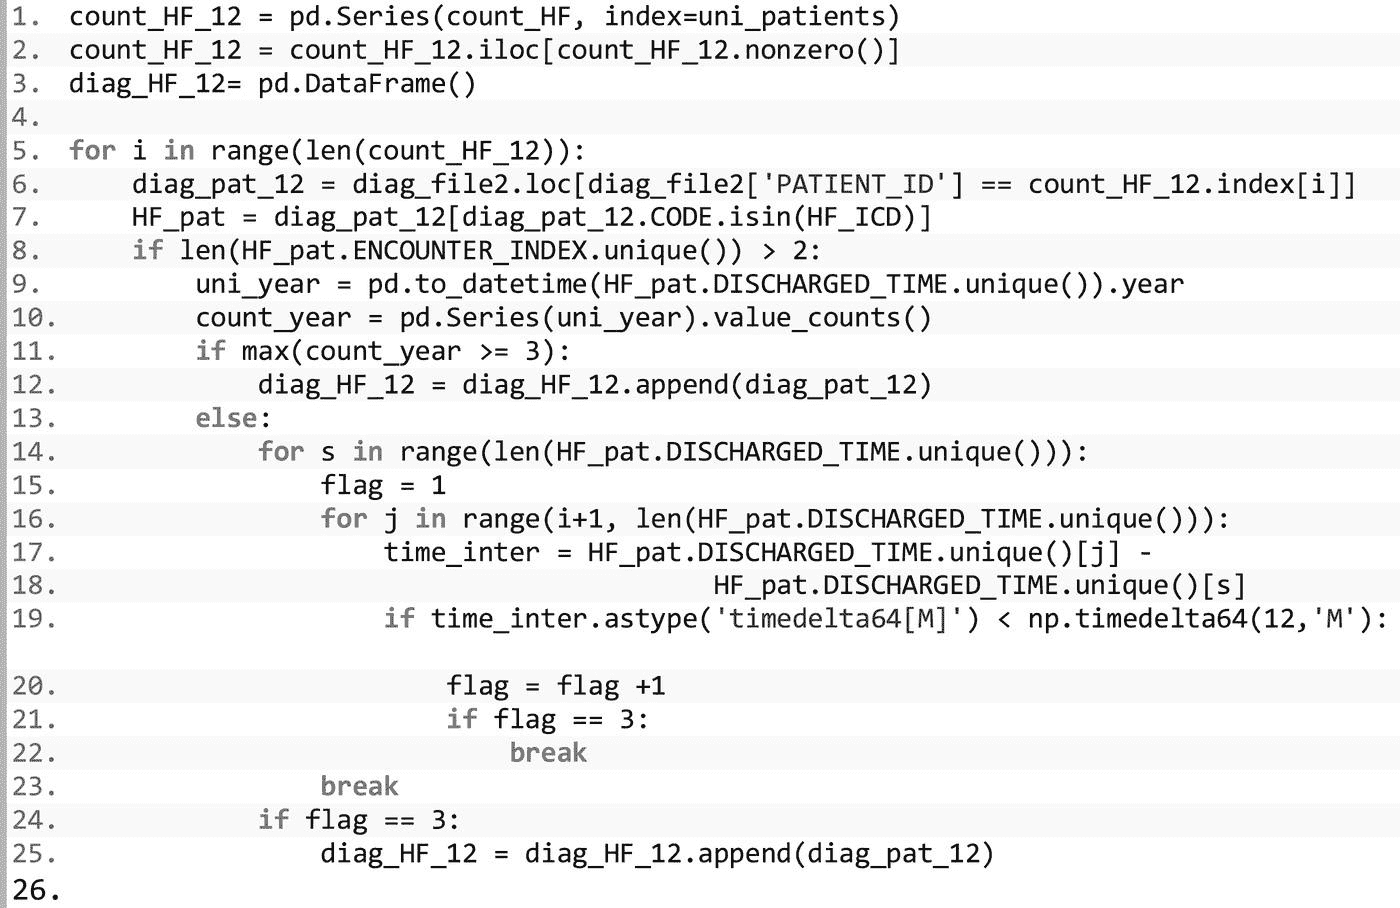 1. count_HF_12 = pd.Series(count_HF, index=uni_patients)
2. count_HF_12 = count_HF_12.iloc[count_HF_12.nonzero()]
3. diag_HF_12= pd.DataFrame()
4.
5. for i in range(len(count_HF_12)):
6.     diag_pat_12 = diag_file2.loc[diag_file2['PATIENT_ID'] == count_HF_12.index[i]]
7.     HF_pat = diag_pat_12[diag_pat_12.CODE.isin(HF_ICD)]
8.     if len(HF_pat.ENCOUNTER_INDEX.unique()) > 2:
9.         uni_year = pd.to_datetime(HF_pat.DISCHARGED_TIME.unique()).year
10.         count_year = pd.Series(uni_year).value_counts()
11.         if max(count_year >= 3):
12.             diag_HF_12 = diag_HF_12.append(diag_pat_12)
13.         else:
14.             for s in range(len(HF_pat.DISCHARGED_TIME.unique())):
15.                 flag = 1
16.                 for j in range(i+1, len(HF_pat.DISCHARGED_TIME.unique())):
17.                     time_inter = HF_pat.DISCHARGED_TIME.unique()[j] -
18.                                          HF_pat.DISCHARGED_TIME.unique()[s]
19.                     if time_inter.astype('timedelta64[M]') < np.timedelta64(12,'M'):
20.                         flag = flag +1
21.                         if flag == 3:
22.                             break
23.                 break
24.             if flag == 3:
25.                 diag_HF_12 = diag_HF_12.append(diag_pat_12)
26.